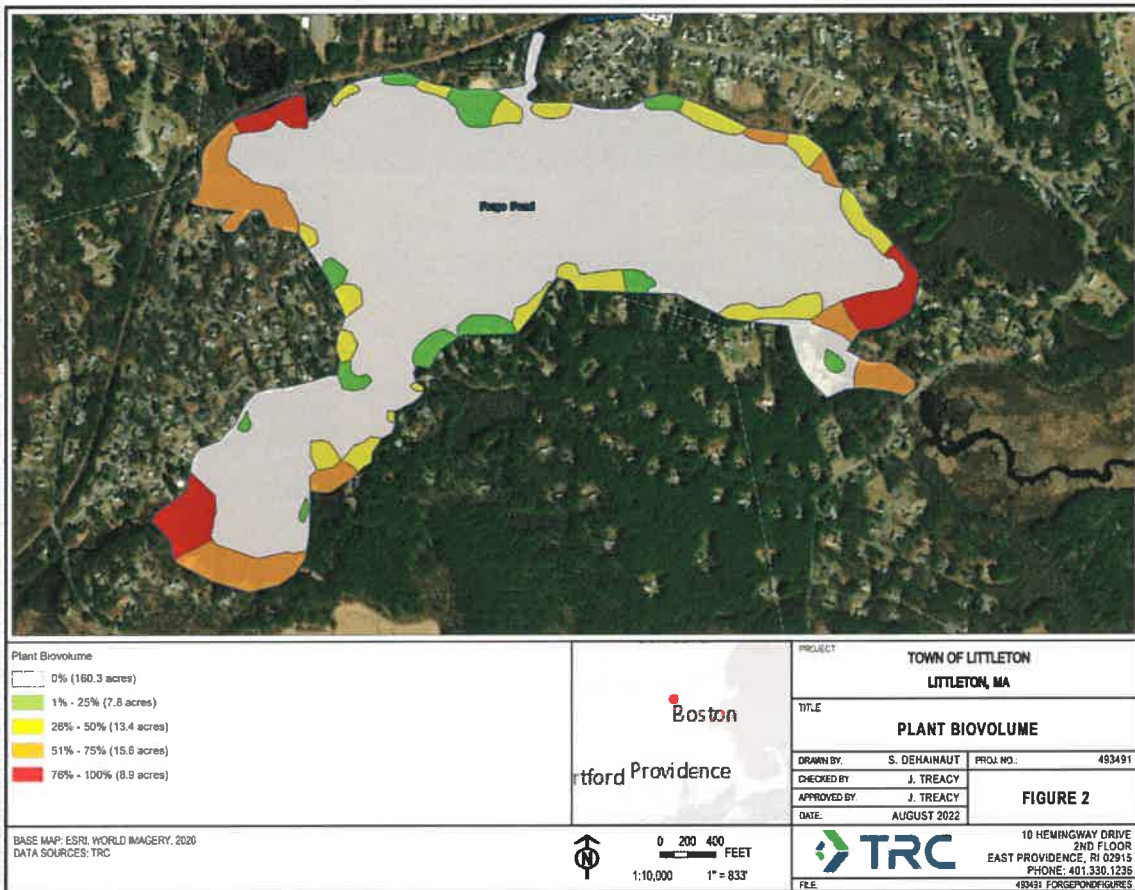 Forge Pond
Plant Biovolume
0% (160.3 acres)
1% - 25% (7.8 acres)
26% - 50% (13.4 acres)
51% - 75% (15.6 acres)
76% - 100% (8.9 acres)
Boston
rtford Providence
PROJECT
TOWN OF LITTLETON
LITTLETON, MA
TITLE
PLANT BIOVOLUME
DRAWN BY: S. DEHAINAUT PROJ. NO.: 493491
CHECKED BY J. TREACY
APPROVED BY: J. TREACY
FIGURE 2
DATE: AUGUST 2022
BASE MAP: ESRI, WORLD IMAGERY, 2020
DATA SOURCES: TRC
N
0 200 400
FEET
1:10,000 1" = 833'
TRC
10 HEMINGWAY DRIVE
2ND FLOOR
EAST PROVIDENCE, RI 02915
PHONE: 401.330.1236
FILE 493491 FORGEPONDFIGURES